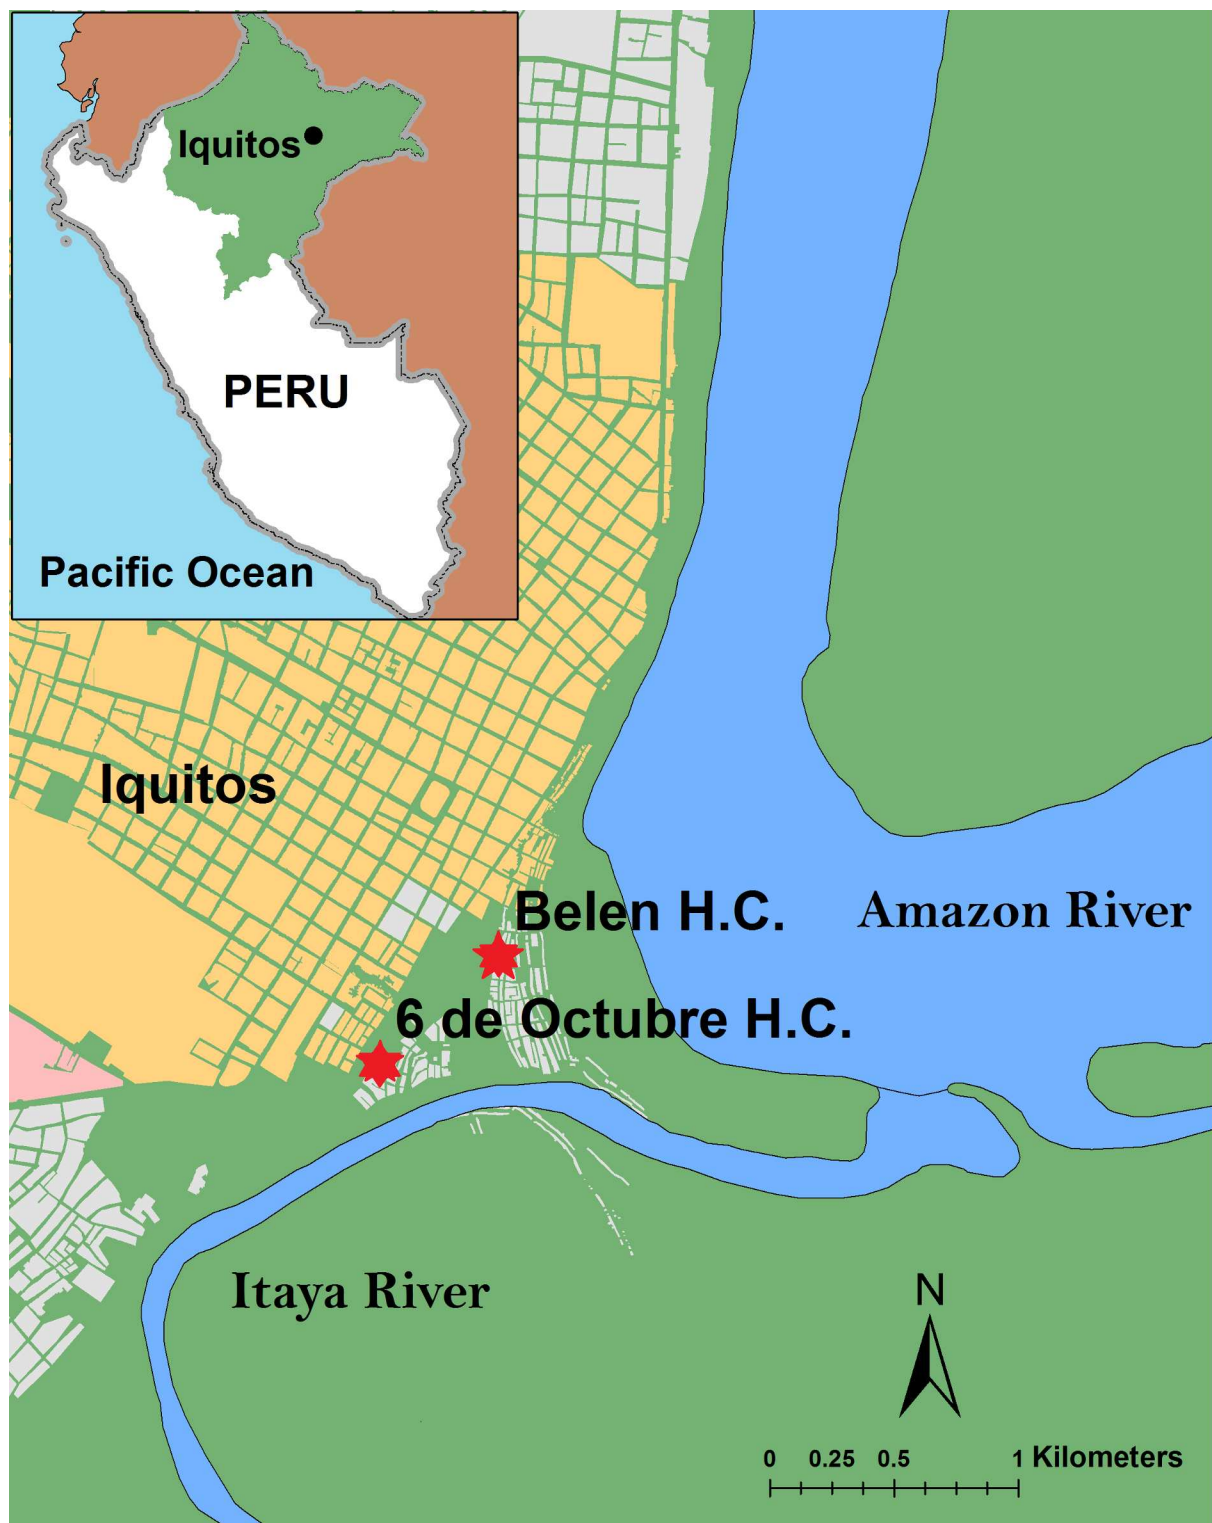 Iquitos
PERU
Pacific Ocean
Iquitos
Belen H.C.
Amazon River
6 de Octubre H.C.
Itaya River
N
0 0.25 0.5 1 Kilometers